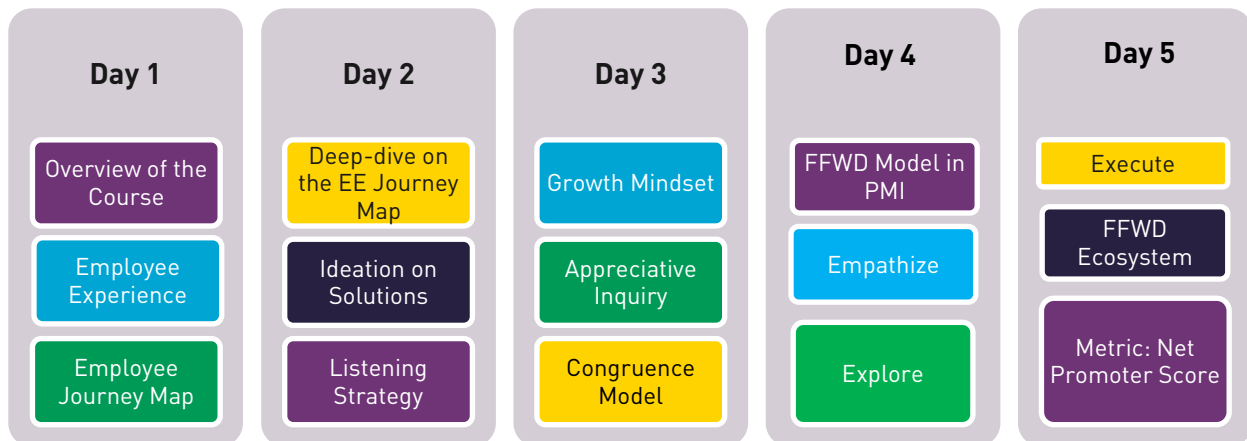 Day 1
Overview of the
Course
Employee
Experience
Employee
Journey Map
Day 2
Deep-dive on
the EE Journey
Map
Ideation on
Solutions
Listening
Strategy
Day 3
Growth Mindset
Appreciative
Inquiry
Congruence
Model
Day 4
FFWD Model in
PMI
Empathize
Explore
Day 5
Execute
FFWD
Ecosystem
Metric: Net
Promoter Score